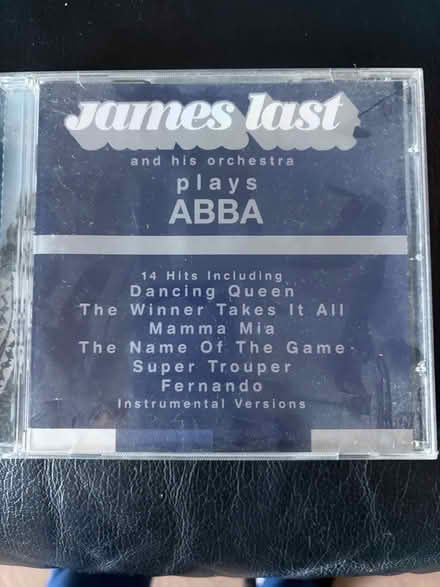 James last
and his orchestra
plays
ABBA
14 Hits Including
Dancing Queen
The Winner Takes It All
Mamma Mia
The Name Of The Game
Super Trouper
Fernando
Instrumental Versions